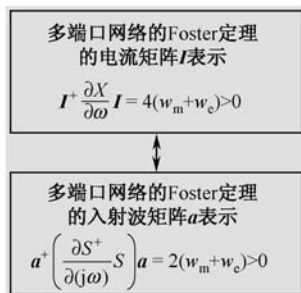 多端口网络的Foster定理
的电流矩阵I表示
I⁺ ∂X/∂ω I = 4(wₘ+wₑ)>0
多端口网络的Foster定理
的入射波矩阵a表示
a⁺(∂S⁺/∂(jω) S)a = 2(wₘ+wₑ)>0